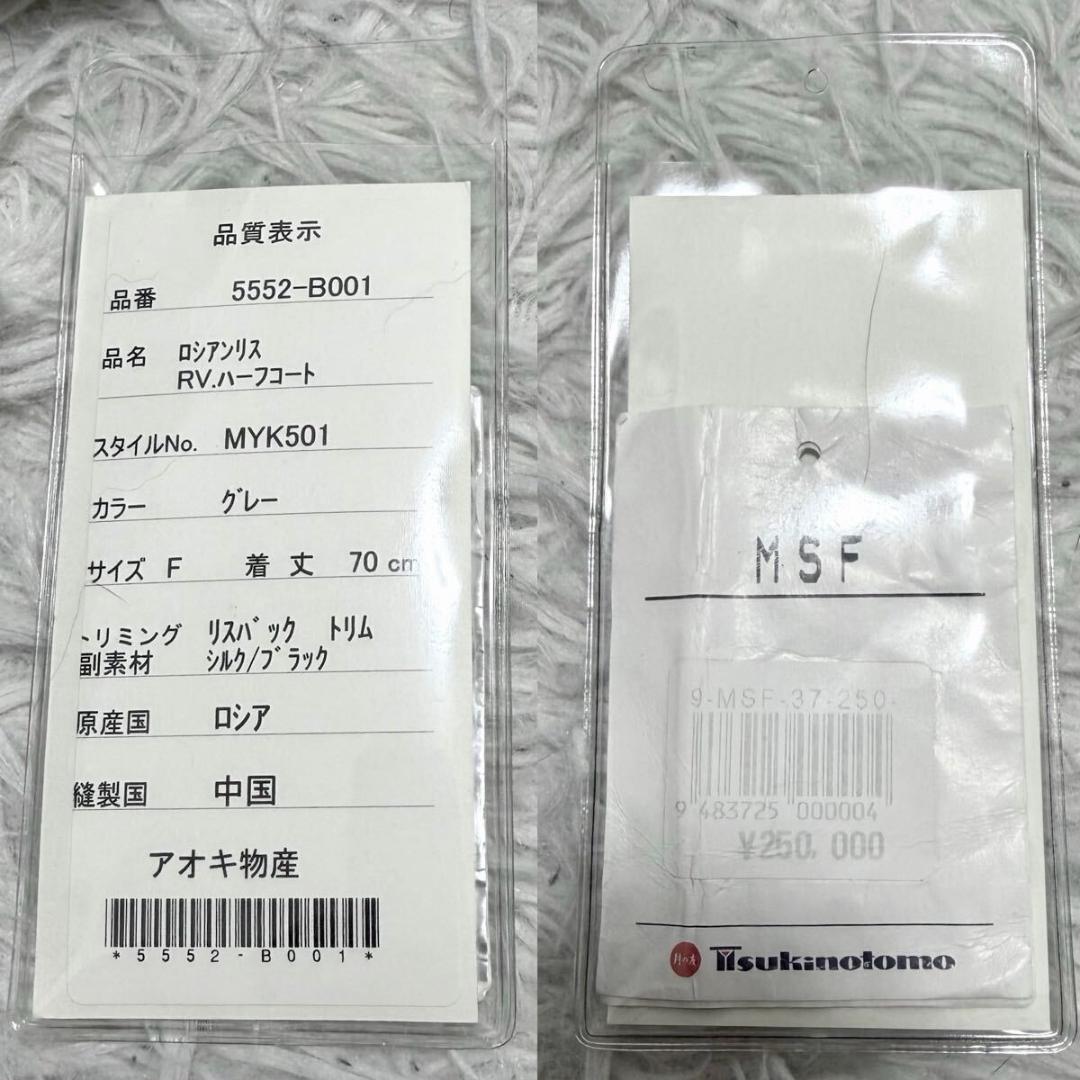 品質表示
品番 5552-B001
品名 ﾛｼｱﾝﾘｽ
RV.ﾊｰﾌｺｰﾄ
スタイルNo. MYK501
カラー ｸﾞﾚｰ
サイズ F 着 丈 70 cm
トリミング ﾘｽﾊﾞｯｸ ﾄﾘﾑ
副素材 ｼﾙｸ/ﾌﾞﾗｯｸ
原産国 ロシア
縫製国 中国
アオキ物産
*5552-B001*
MSF
9-MSF-37-250-
9 483725 000004
¥250,000
月の友 Tsukinotomo